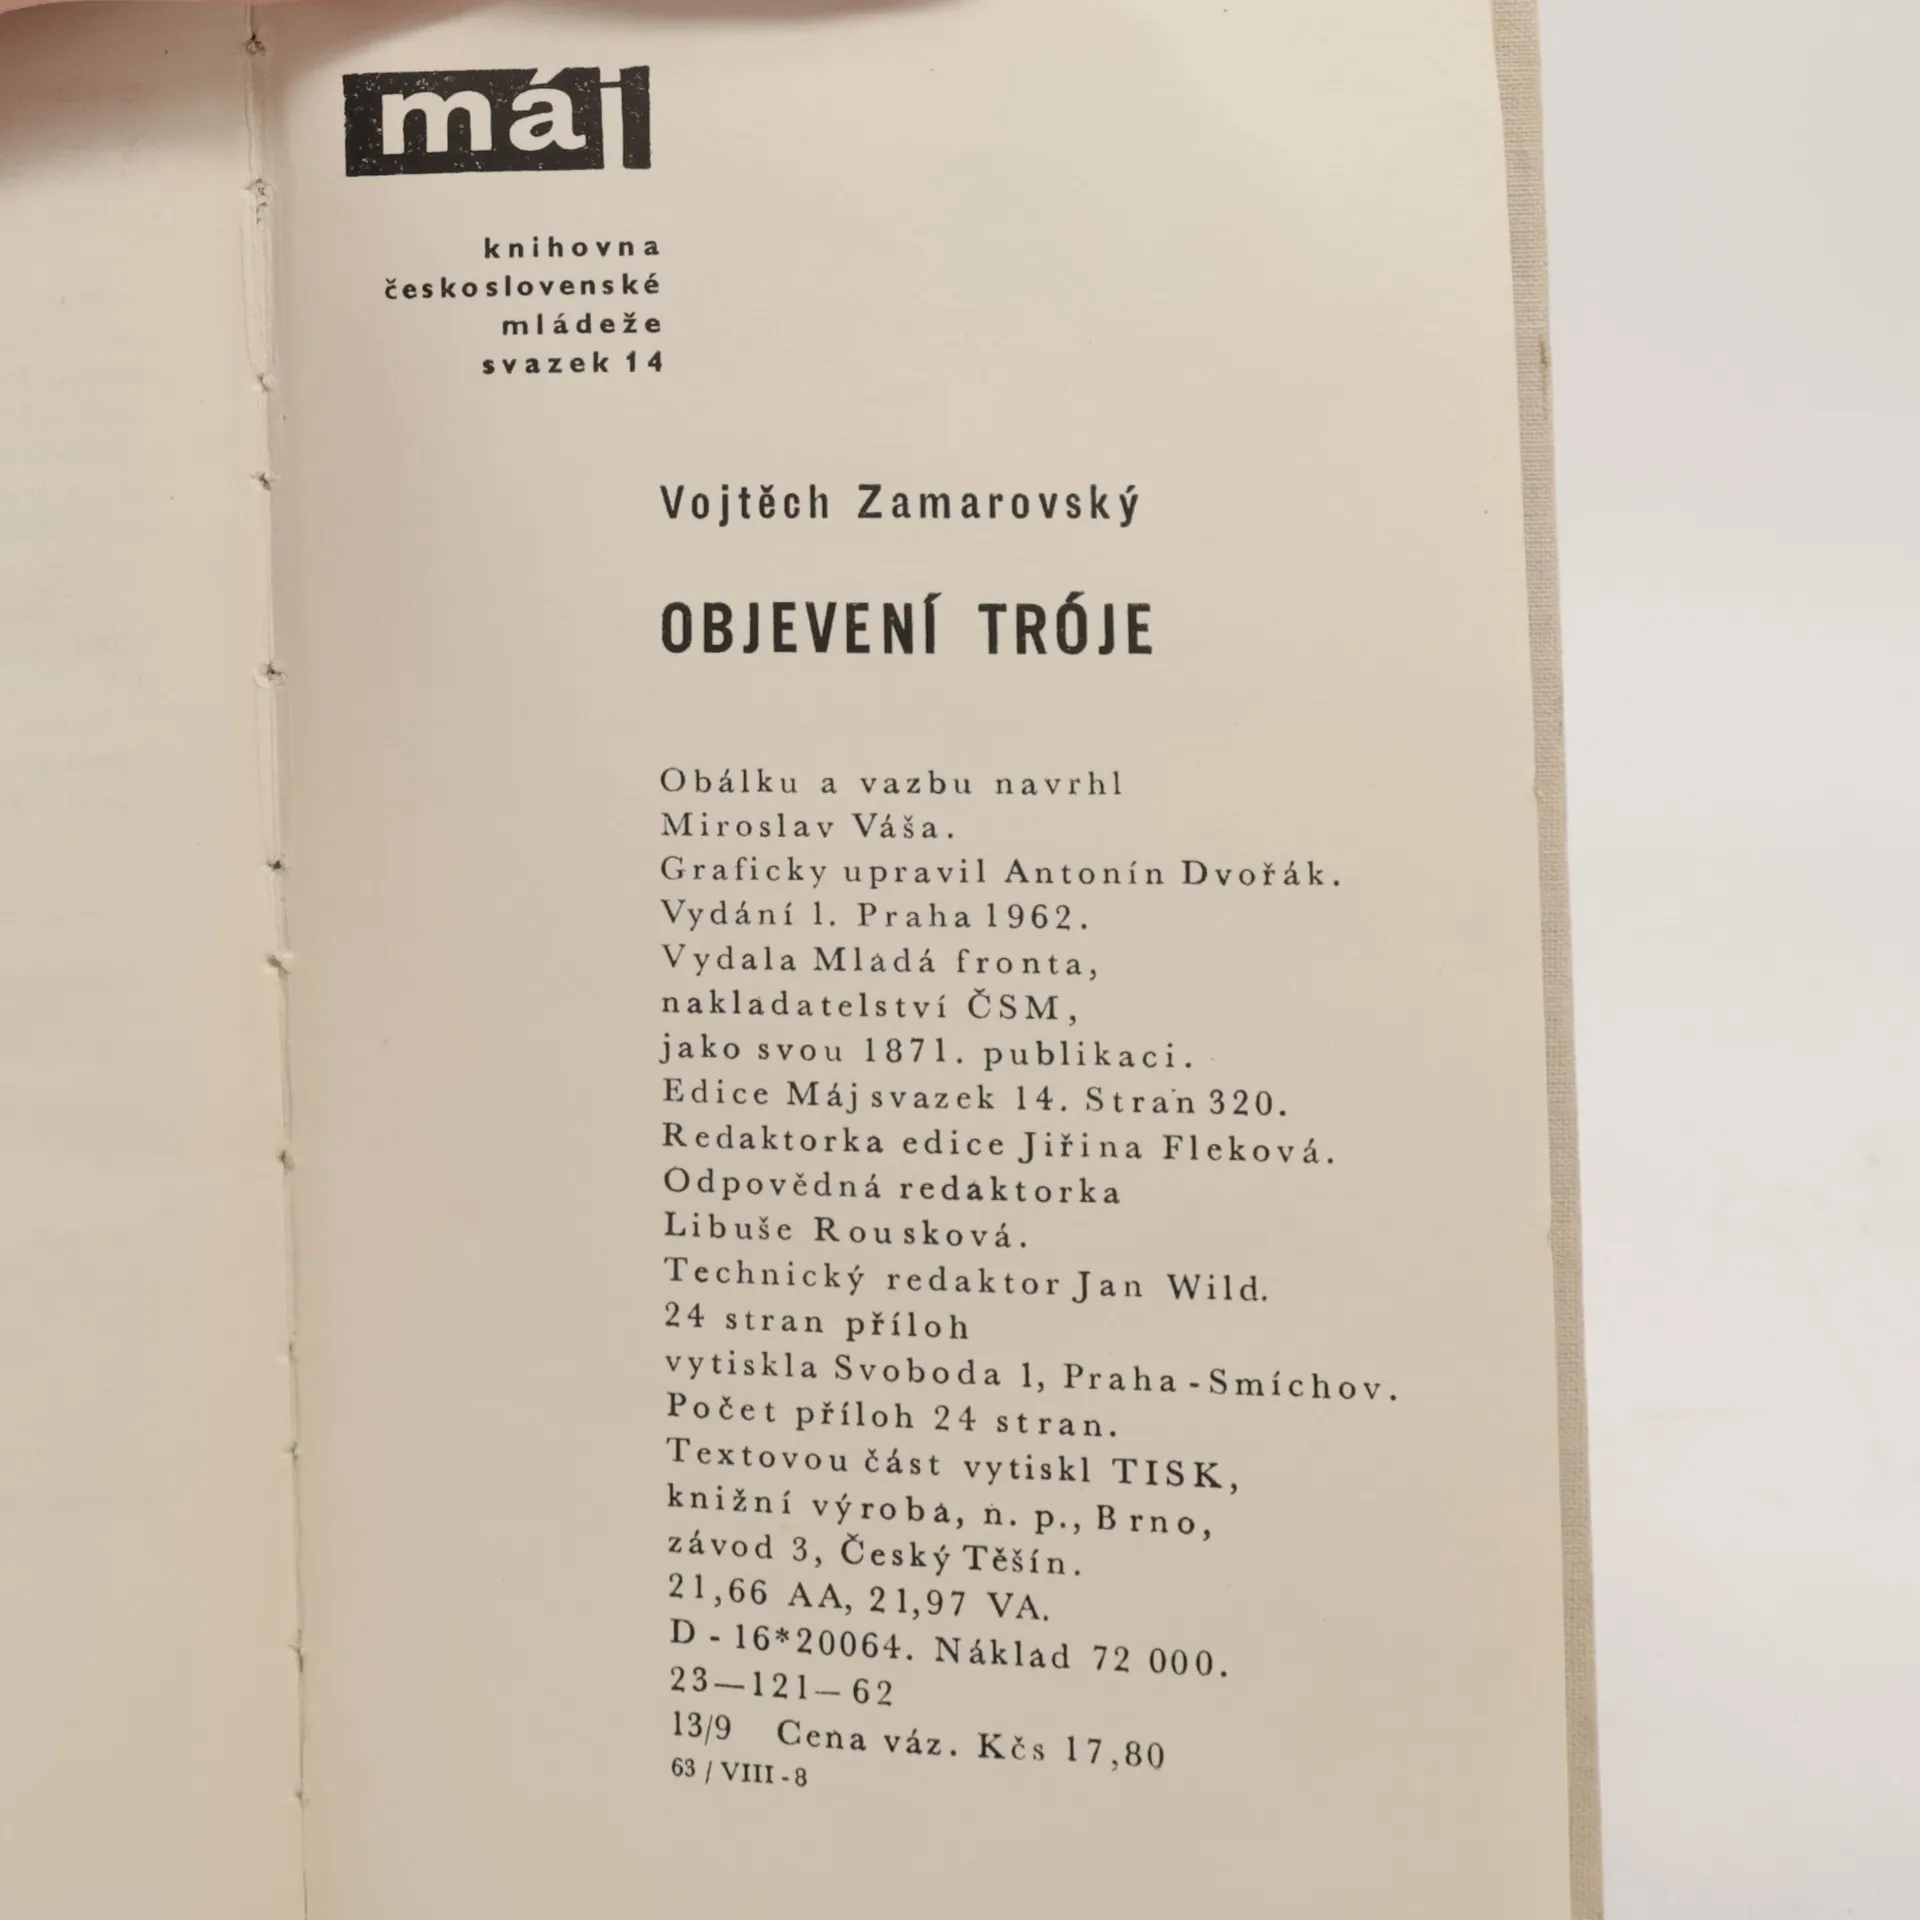 máj
knihovna
československé
mládeže
svazek 14
Vojtěch Zamarovský
OBJEVENÍ TRÓJE
Obálku a vazbu navrhl
Miroslav Váša.
Graficky upravil Antonín Dvořák.
Vydání 1. Praha 1962.
Vydala Mladá fronta,
nakladatelství ČSM,
jako svou 1871. publikaci.
Edice Máj svazek 14. Stran 320.
Redaktorka edice Jiřina Fleková.
Odpovědná redaktorka
Libuše Rousková.
Technický redaktor Jan Wild.
24 stran příloh
vytiskla Svoboda 1, Praha - Smíchov.
Počet příloh 24 stran.
Textovou část vytiskl TISK,
knižní výroba, n. p., Brno,
závod 3, Český Těšín.
21,66 AA, 21,97 VA.
D - 16*20064. Náklad 72 000.
23—121—62
13/9 Cena váz. Kčs 17,80
63 / VIII - 8